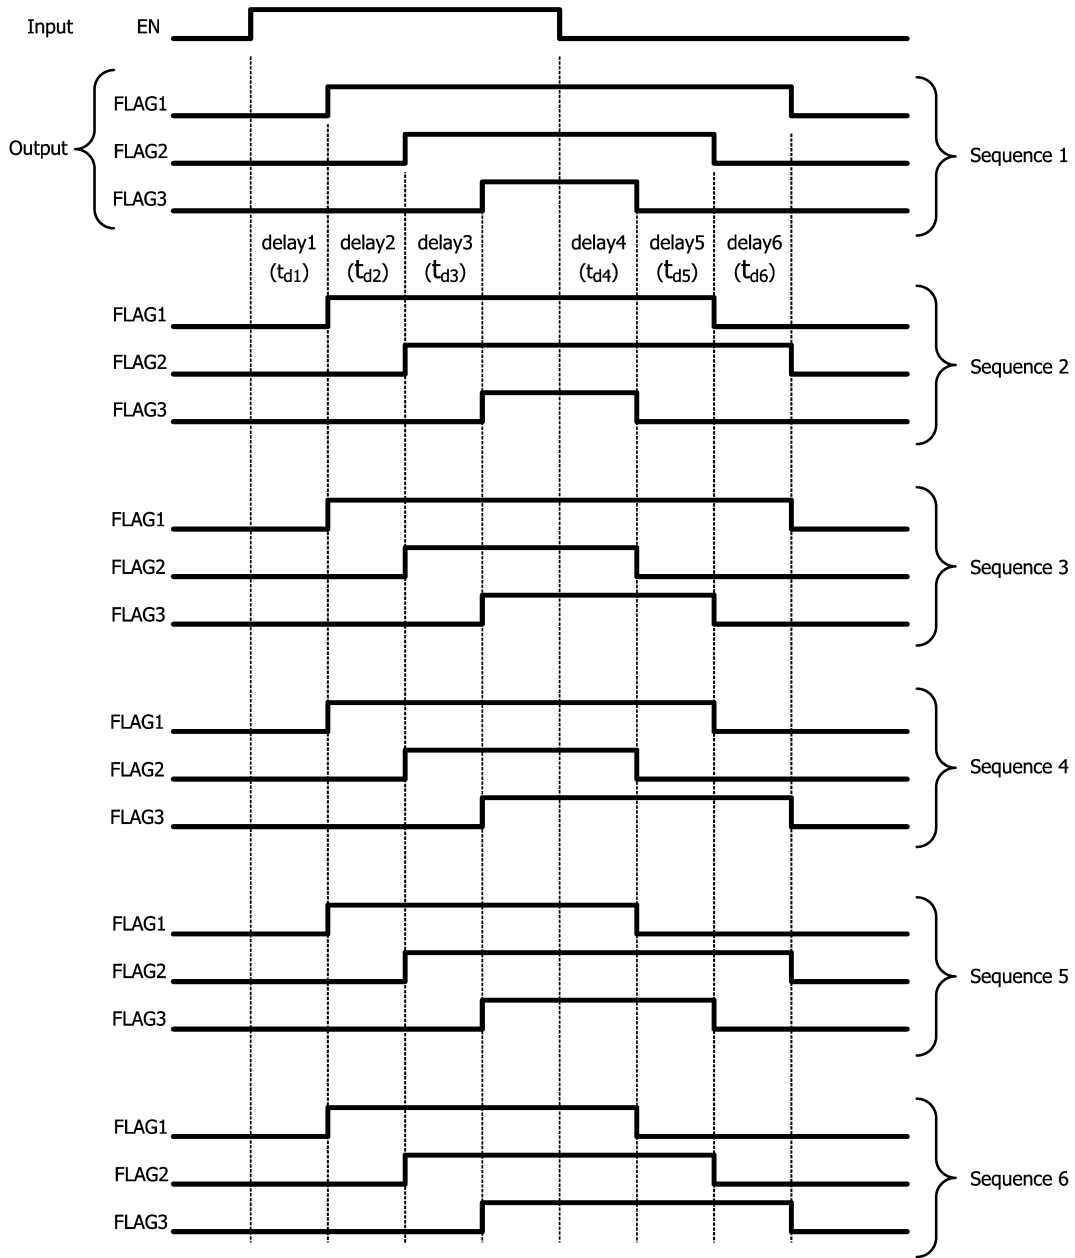 Input EN
FLAG1
Output FLAG2 Sequence 1
FLAG3
delay1 delay2 delay3 delay4 delay5 delay6
(td1) (td2) (td3) (td4) (td5) (td6)
FLAG1
FLAG2 Sequence 2
FLAG3
FLAG1
FLAG2 Sequence 3
FLAG3
FLAG1
FLAG2 Sequence 4
FLAG3
FLAG1
FLAG2 Sequence 5
FLAG3
FLAG1
FLAG2 Sequence 6
FLAG3